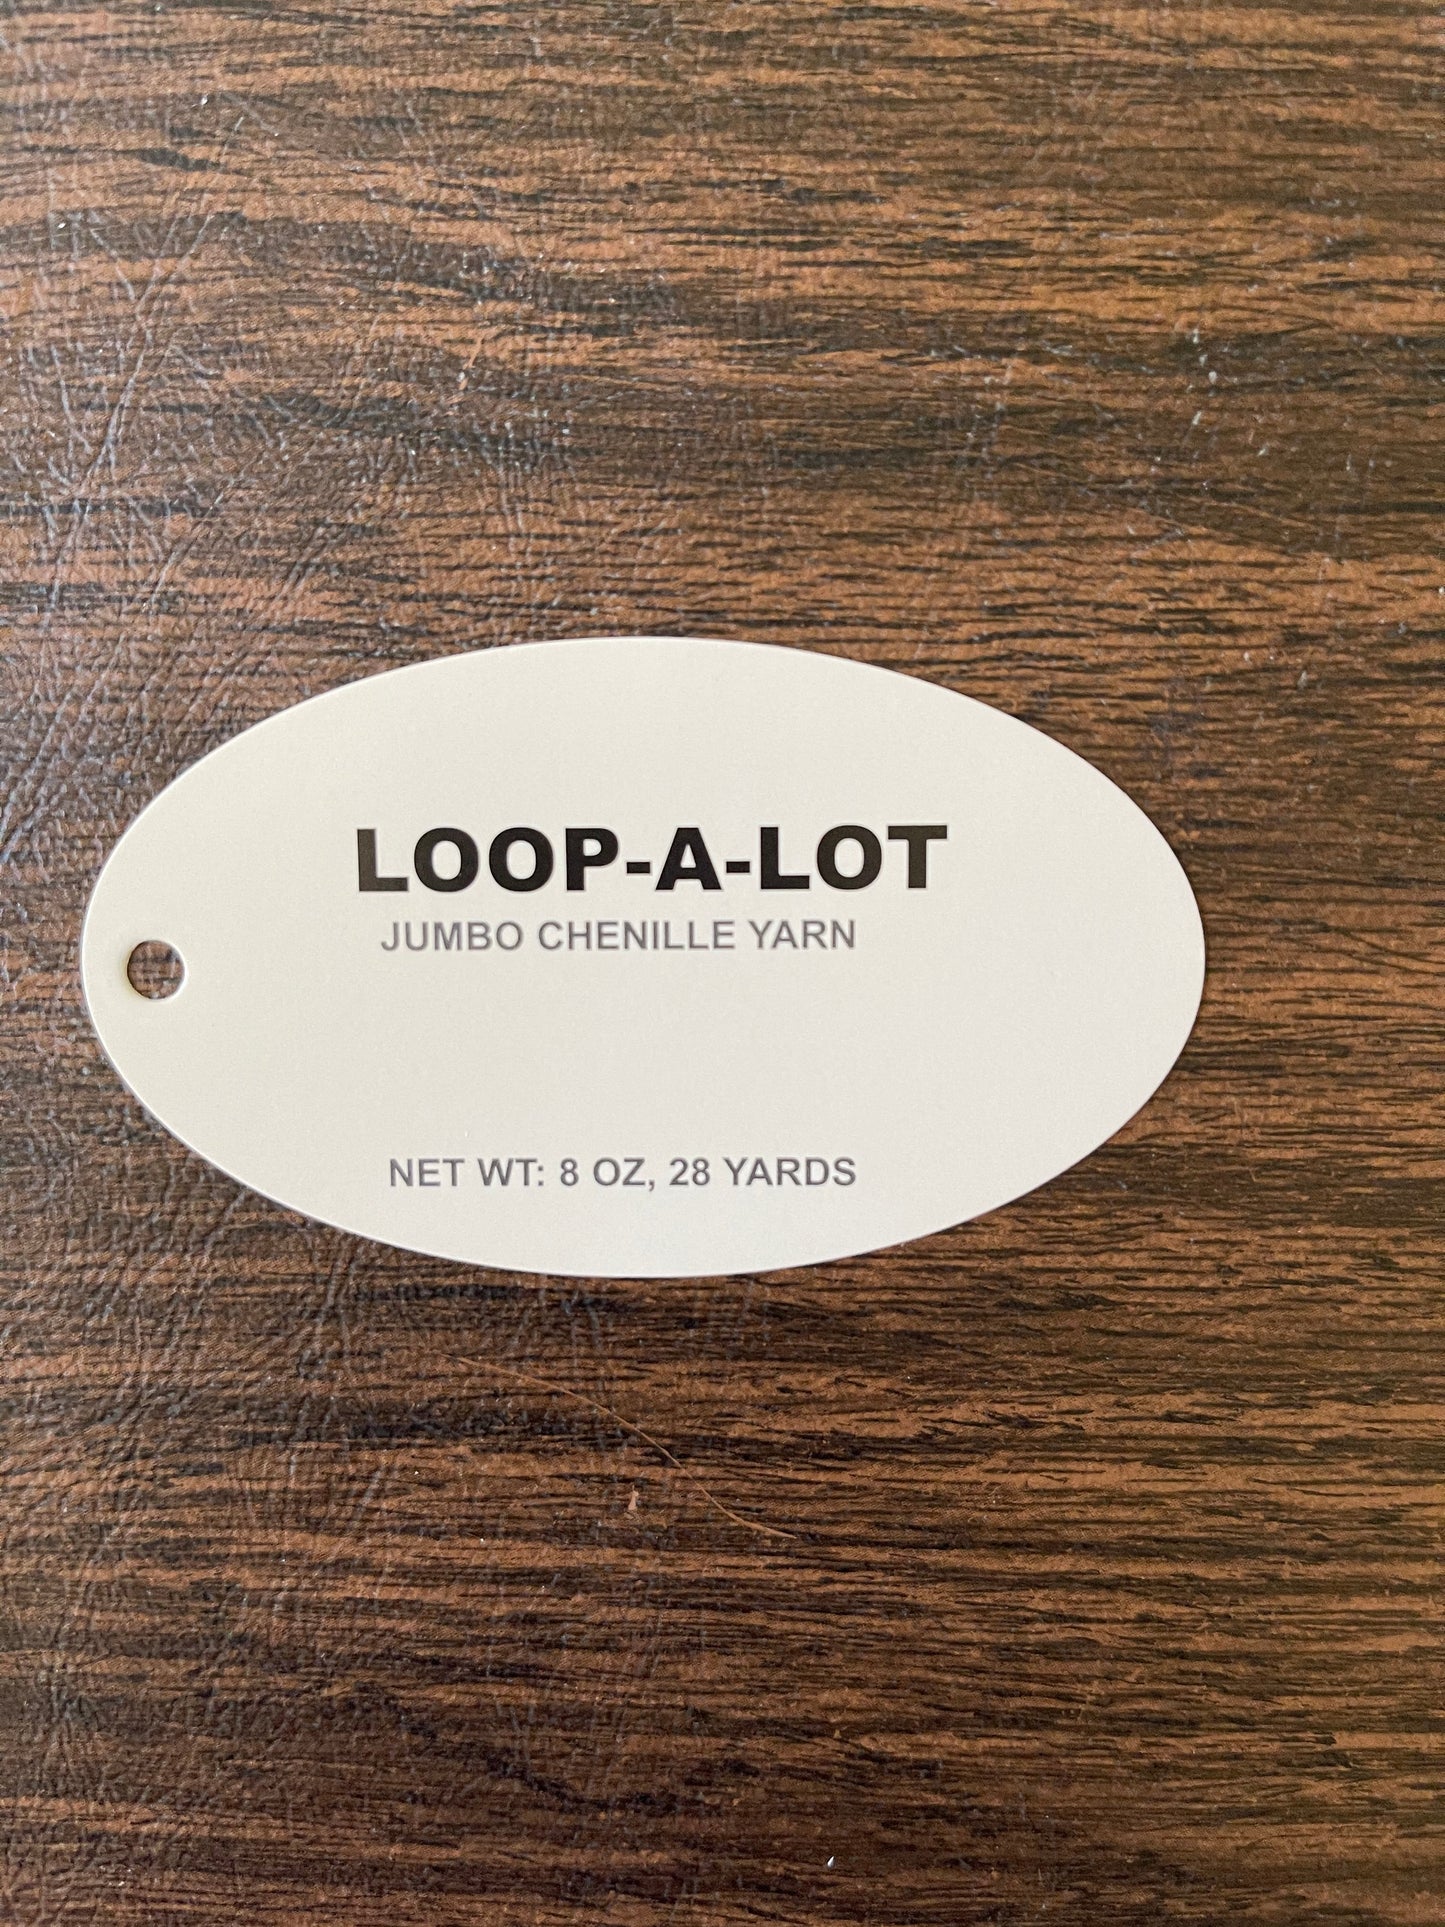 LOOP-A-LOT
JUMBO CHENILLE YARN
NET WT: 8 OZ, 28 YARDS